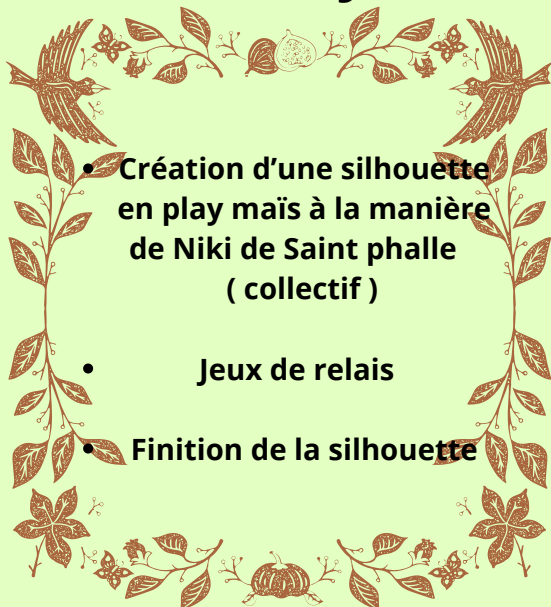 • Création d’une silhouette
en play maïs à la manière
de Niki de Saint phalle
( collectif )
• Jeux de relais
• Finition de la silhouette